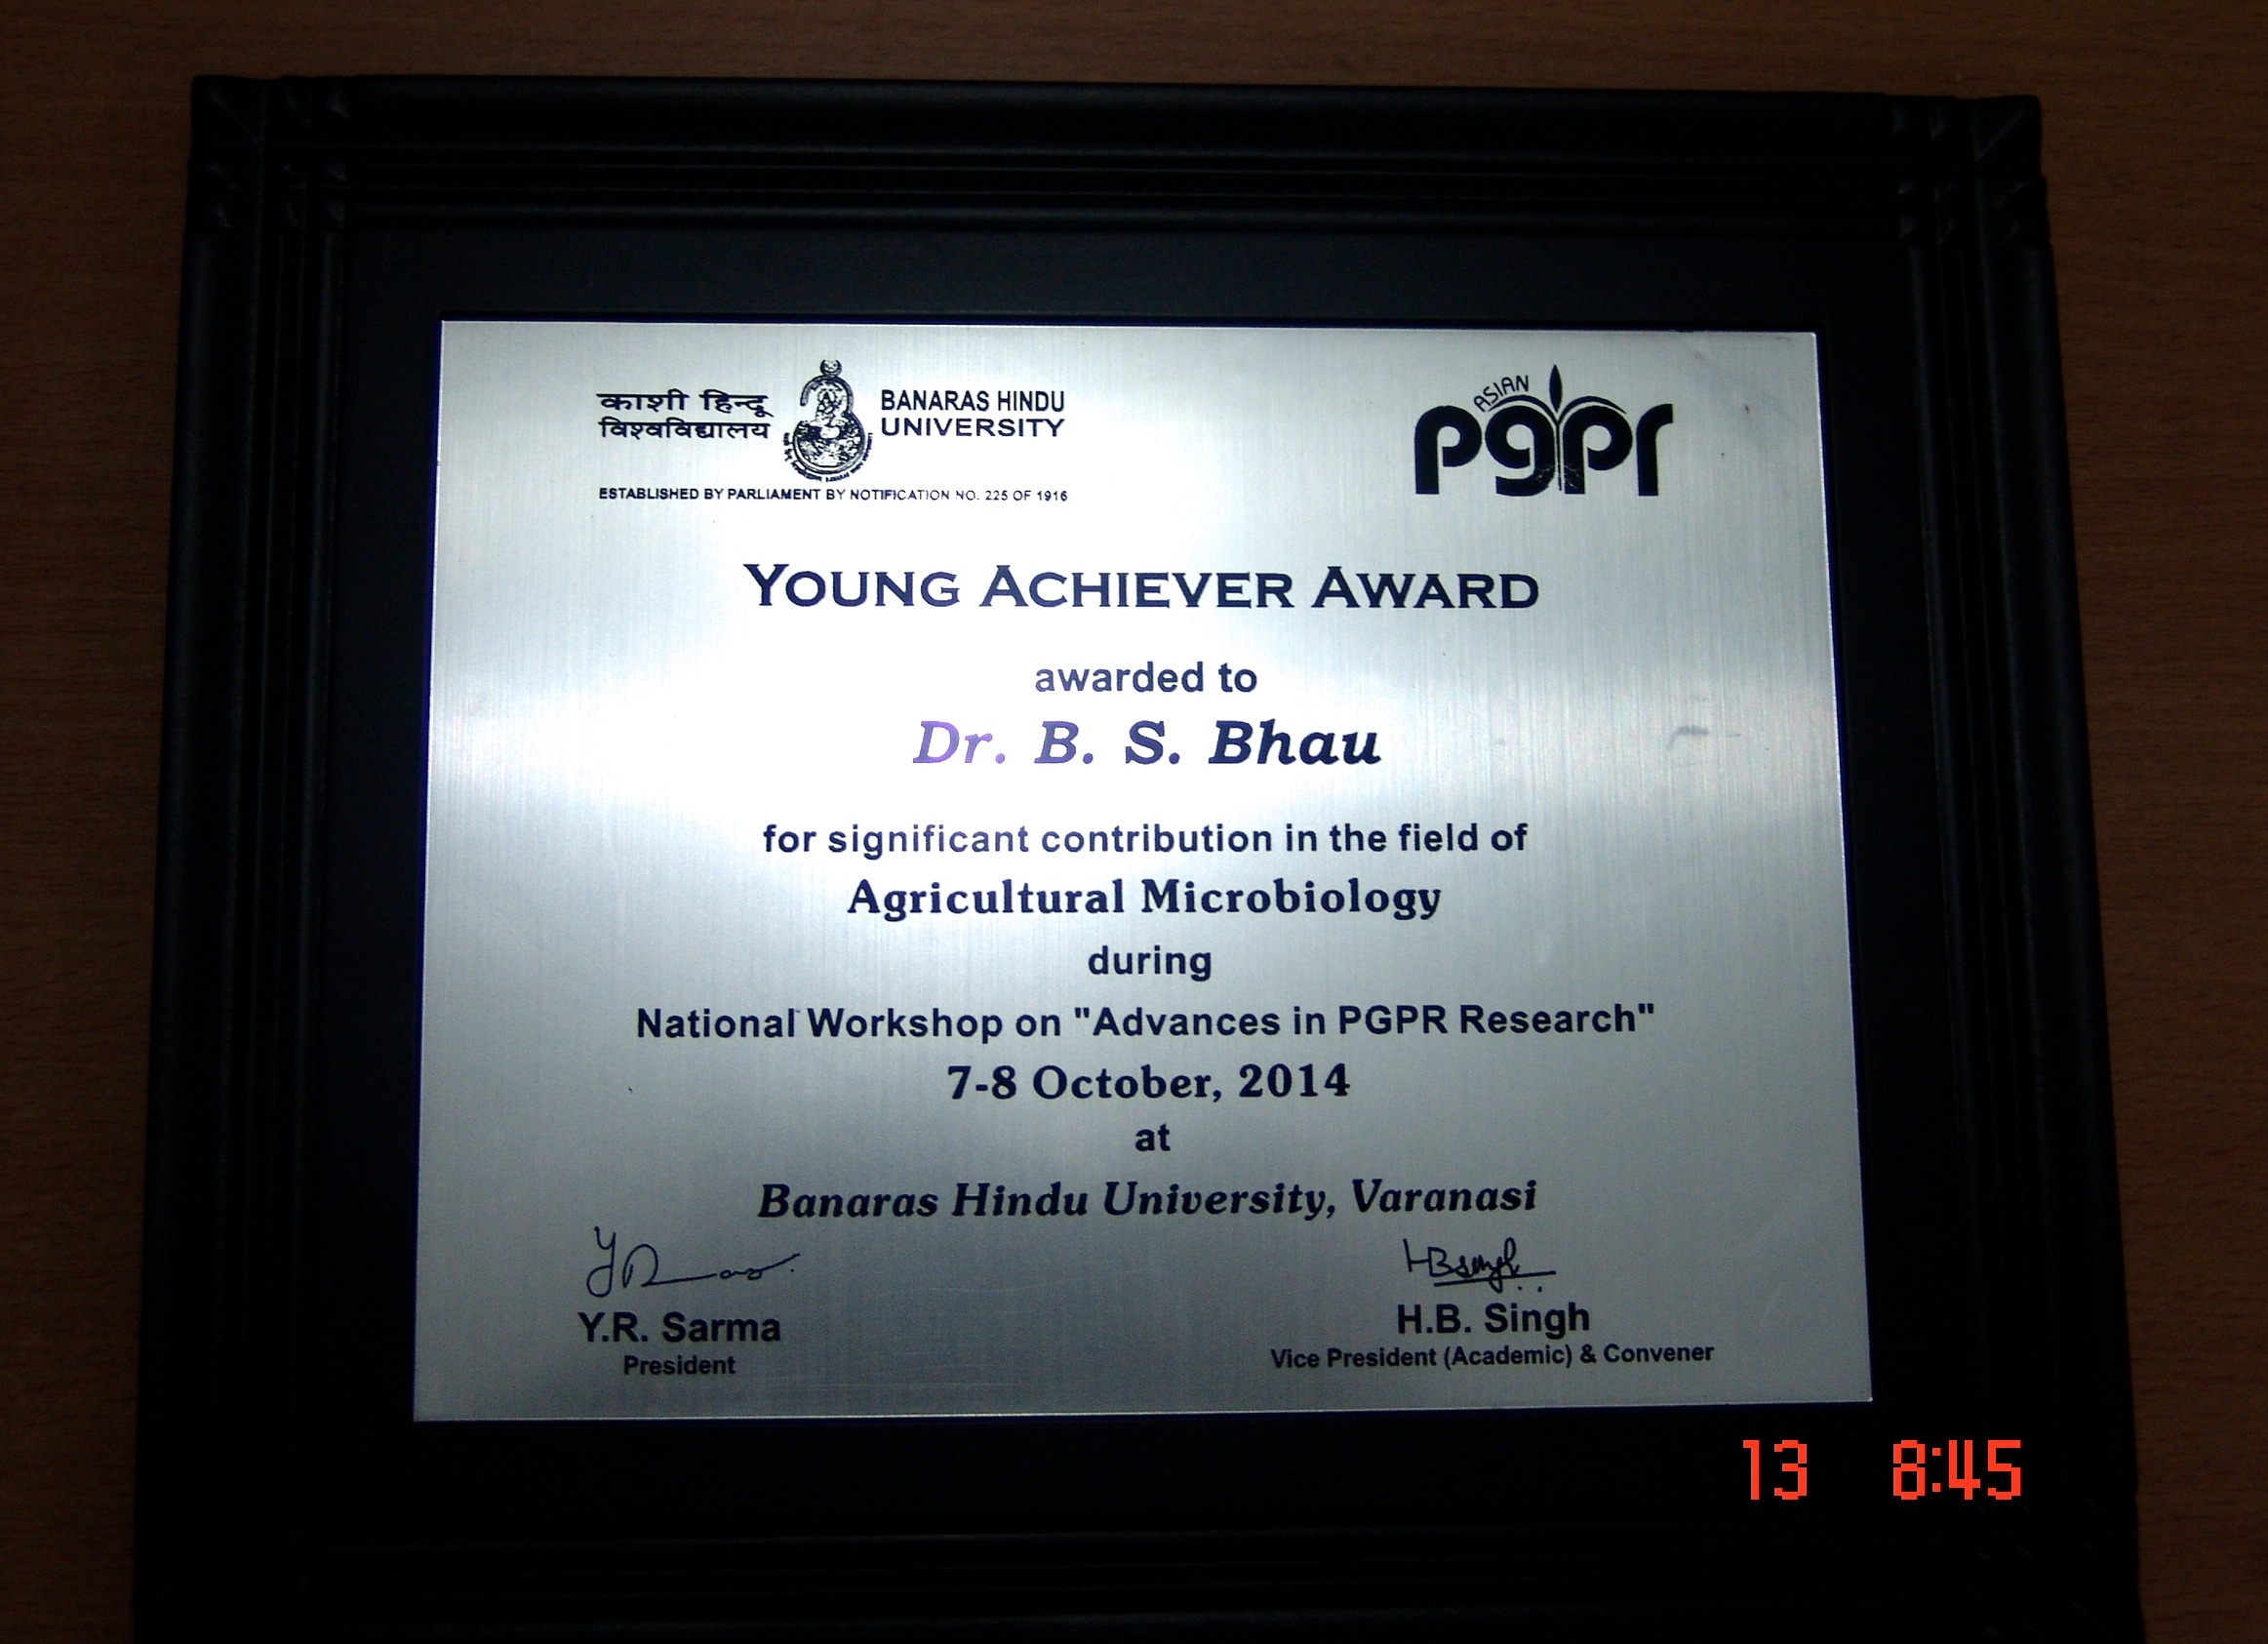 काशी हिन्दू
विश्वविद्यालय
BANARAS HINDU
UNIVERSITY
ESTABLISHED BY PARLIAMENT BY NOTIFICATION NO. 225 OF 1916
ASIAN
pgpr
YOUNG ACHIEVER AWARD
awarded to
Dr. B. S. Bhau
for significant contribution in the field of
Agricultural Microbiology
during
National Workshop on "Advances in PGPR Research"
7-8 October, 2014
at
Banaras Hindu University, Varanasi
HBsingh
Y.R. Sarma
President
H.B. Singh
Vice President (Academic) & Convener
13 8:45